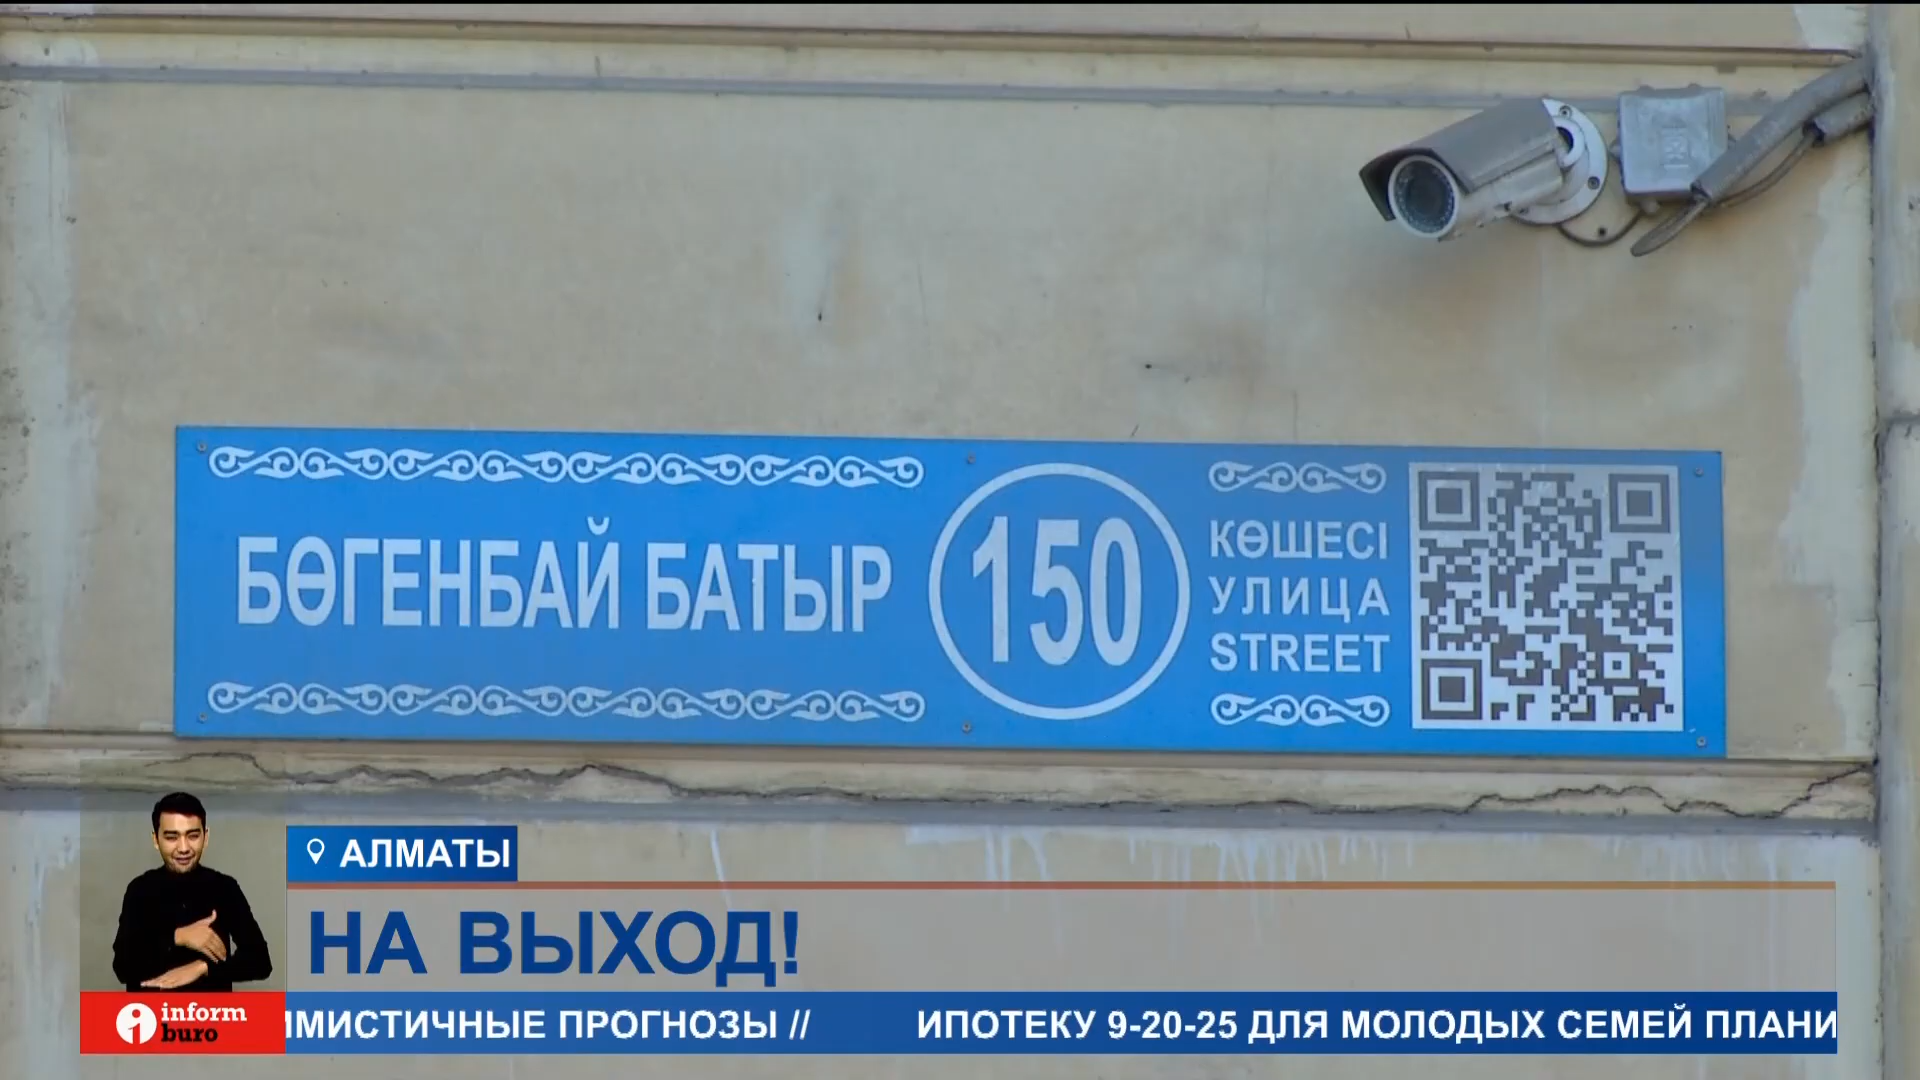 БӨГЕНБАЙ БАТЫР
150
КӨШЕСІ
УЛИЦА
STREET
АЛМАТЫ
НА ВЫХОД!
inform
buro
ИМИСТИЧНЫЕ ПРОГНОЗЫ // ИПОТЕКУ 9-20-25 ДЛЯ МОЛОДЫХ СЕМЕЙ ПЛАНИ